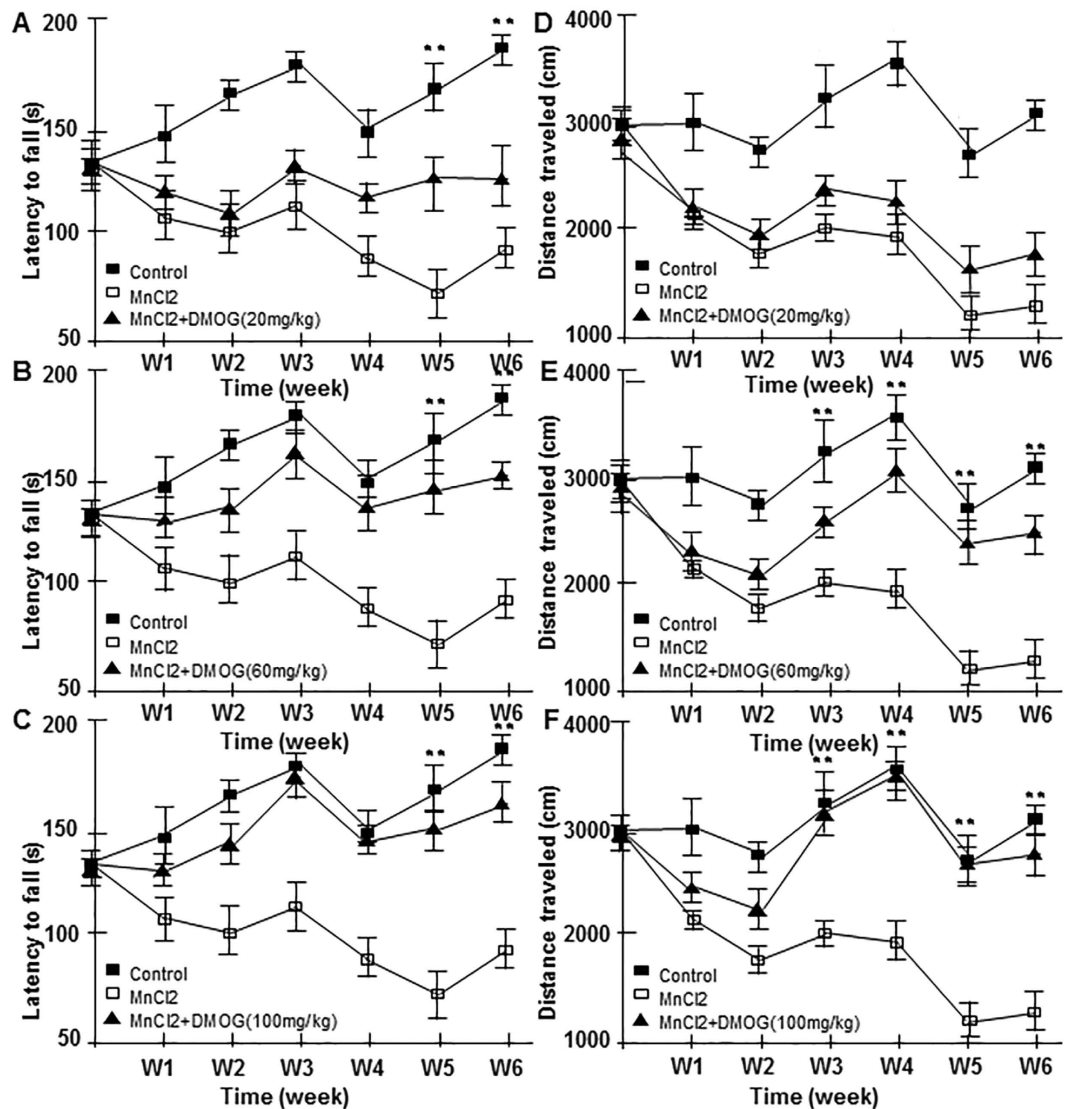 A
200
150
100
50
Latency to fall (s)
** **
Control
MnCl2
MnCl2+DMOG(20mg/kg)
W1 W2 W3 W4 W5 W6
Time (week)
D
4000
3000
2000
1000
Distance traveled (cm)
Control
MnCl2
MnCl2+DMOG(20mg/kg)
W1 W2 W3 W4 W5 W6
Time (week)
B
200
150
100
50
Latency to fall (s)
** **
Control
MnCl2
MnCl2+DMOG(60mg/kg)
W1 W2 W3 W4 W5 W6
Time (week)
E
4000
3000
2000
1000
Distance traveled (cm)
** ** ** **
Control
MnCl2
MnCl2+DMOG(60mg/kg)
W1 W2 W3 W4 W5 W6
Time (week)
C
200
150
100
50
Latency to fall (s)
** **
Control
MnCl2
MnCl2+DMOG(100mg/kg)
W1 W2 W3 W4 W5 W6
Time (week)
F
4000
3000
2000
1000
Distance traveled (cm)
** ** ** **
Control
MnCl2
MnCl2+DMOG(100mg/kg)
W1 W2 W3 W4 W5 W6
Time (week)